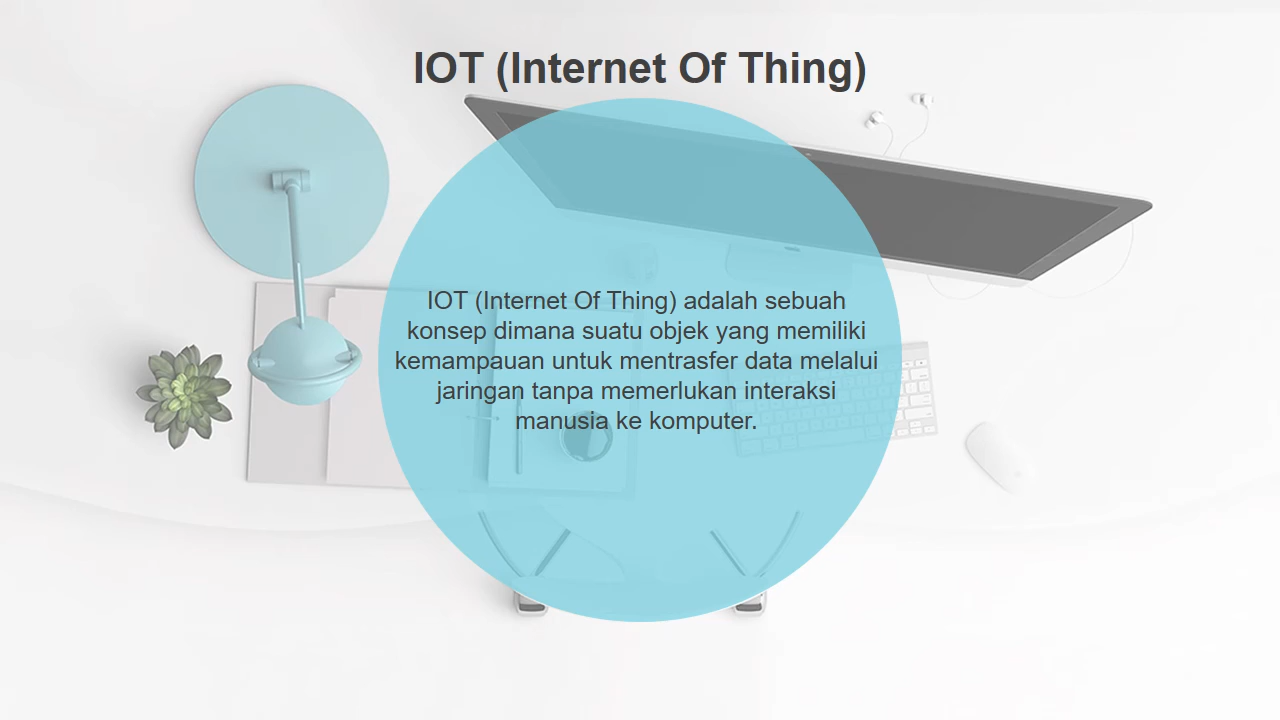 IOT (Internet Of Thing)
IOT (Internet Of Thing) adalah sebuah
konsep dimana suatu objek yang memiliki
kemampauan untuk mentrasfer data melalui
jaringan tanpa memerlukan interaksi
manusia ke komputer.